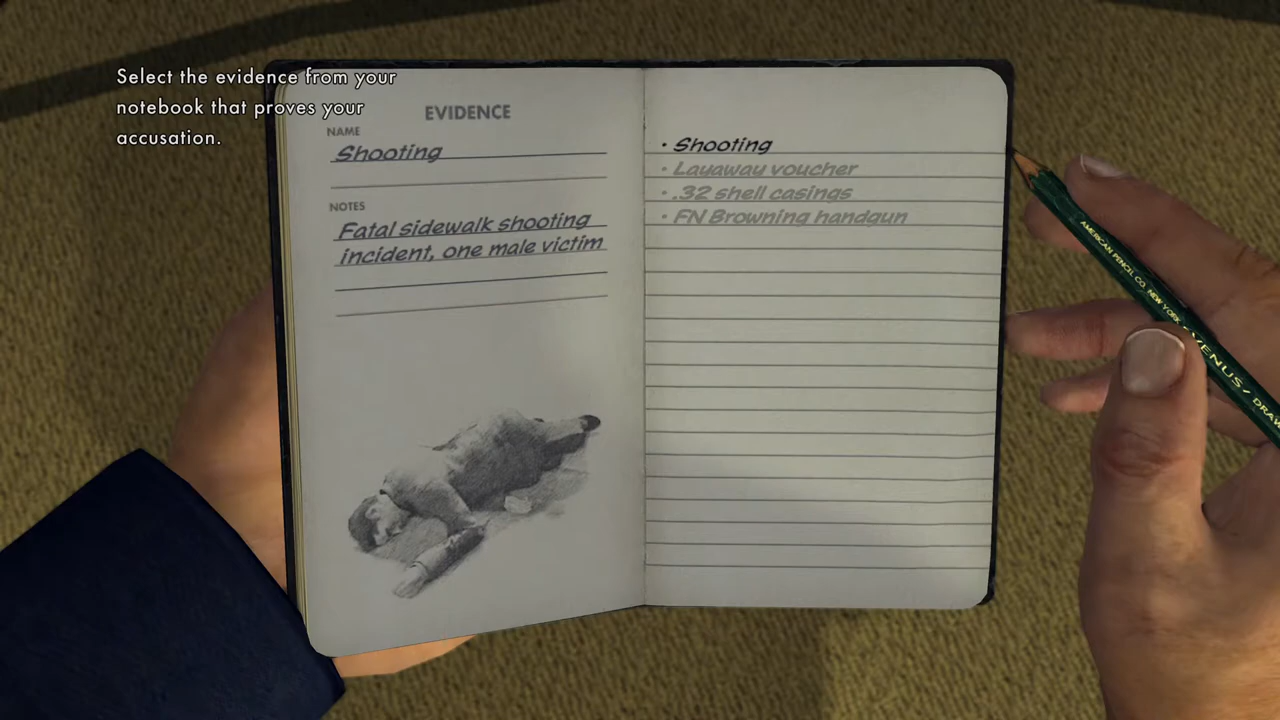 Select the evidence from your
notebook that proves your
accusation.
EVIDENCE
NAME
Shooting
NOTES
Fatal sidewalk shooting
incident, one male victim
• Shooting
• Layaway voucher
• .32 shell casings
• FN Browning handgun
AMERICAN PENCIL CO. NEW YORK VENUS DRAW